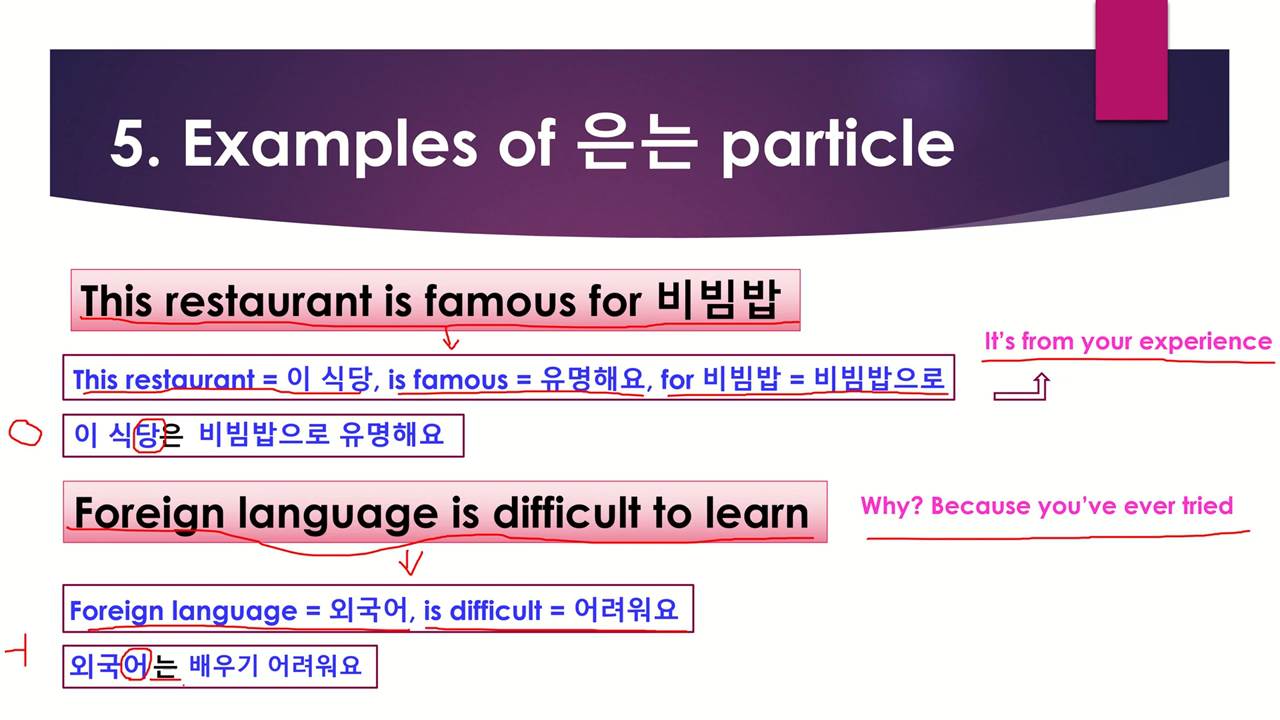 5. Examples of 은는 particle
This restaurant is famous for 비빔밥
It's from your experience
This restaurant = 이 식당, is famous = 유명해요, for 비빔밥 = 비빔밥으로
이 식당은 비빔밥으로 유명해요
Foreign language is difficult to learn
Why? Because you've ever tried
Foreign language = 외국어, is difficult = 어려워요
외국어는 배우기 어려워요